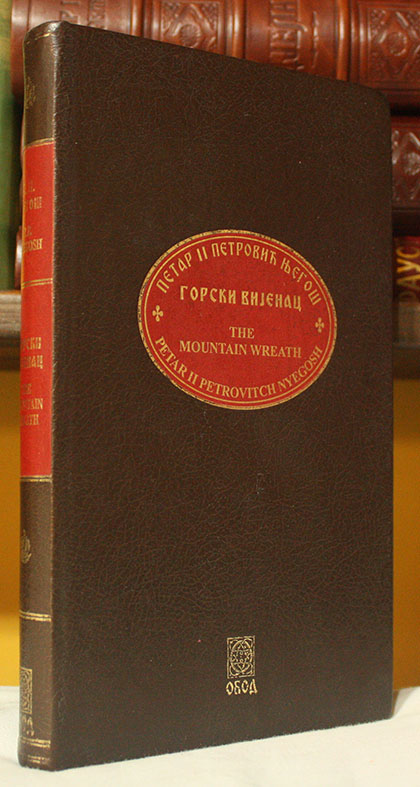 ПЕТАР II ПЕТРОВИЋ ЊЕГОШ
ГОРСКИ ВИЈЕНАЦ
THE
MOUNTAIN WREATH
PETAR II PETROVITCH NYEGOSH
ОБОД